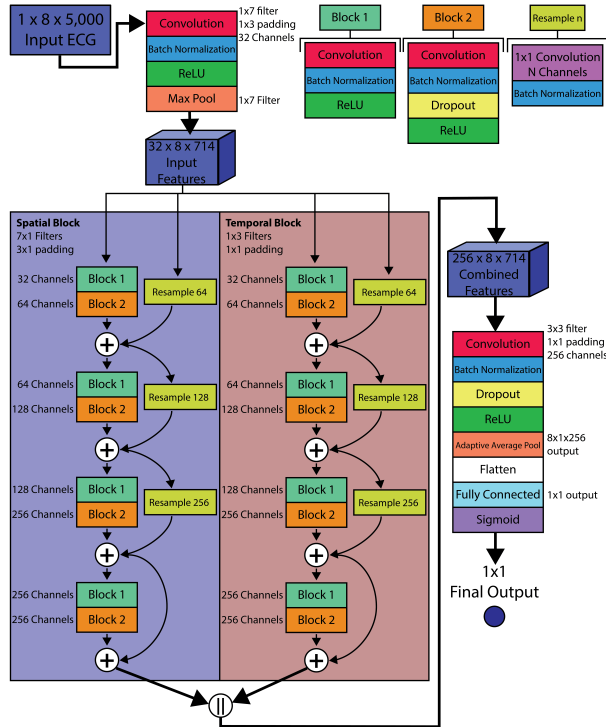 1 x 8 x 5,000
Input ECG
Convolution
Batch Normalization
ReLU
Max Pool
1x7 filter
1x3 padding
32 Channels
1x7 Filter
Block 1
Convolution
Batch Normalization
ReLU
Block 2
Convolution
Batch Normalization
Dropout
ReLU
Resample n
1x1 Convolution
N Channels
Batch Normalization
32 x 8 x 714
Input
Features
Spatial Block
7x1 Filters
3x1 padding
32 Channels
64 Channels
Block 1
Block 2
Resample 64
+
64 Channels
128 Channels
Block 1
Block 2
Resample 128
+
128 Channels
256 Channels
Block 1
Block 2
Resample 256
+
256 Channels
256 Channels
Block 1
Block 2
+
Temporal Block
1x3 Filters
1x1 padding
32 Channels
64 Channels
Block 1
Block 2
Resample 64
+
64 Channels
128 Channels
Block 1
Block 2
Resample 128
+
128 Channels
256 Channels
Block 1
Block 2
Resample 256
+
256 Channels
256 Channels
Block 1
Block 2
+
||
256 x 8 x 714
Combined
Features
3x3 filter
1x1 padding
256 channels
Convolution
Batch Normalization
Dropout
ReLU
Adaptive Average Pool
8x1x256
output
Flatten
Fully Connected
1x1 output
Sigmoid
1x1
Final Output